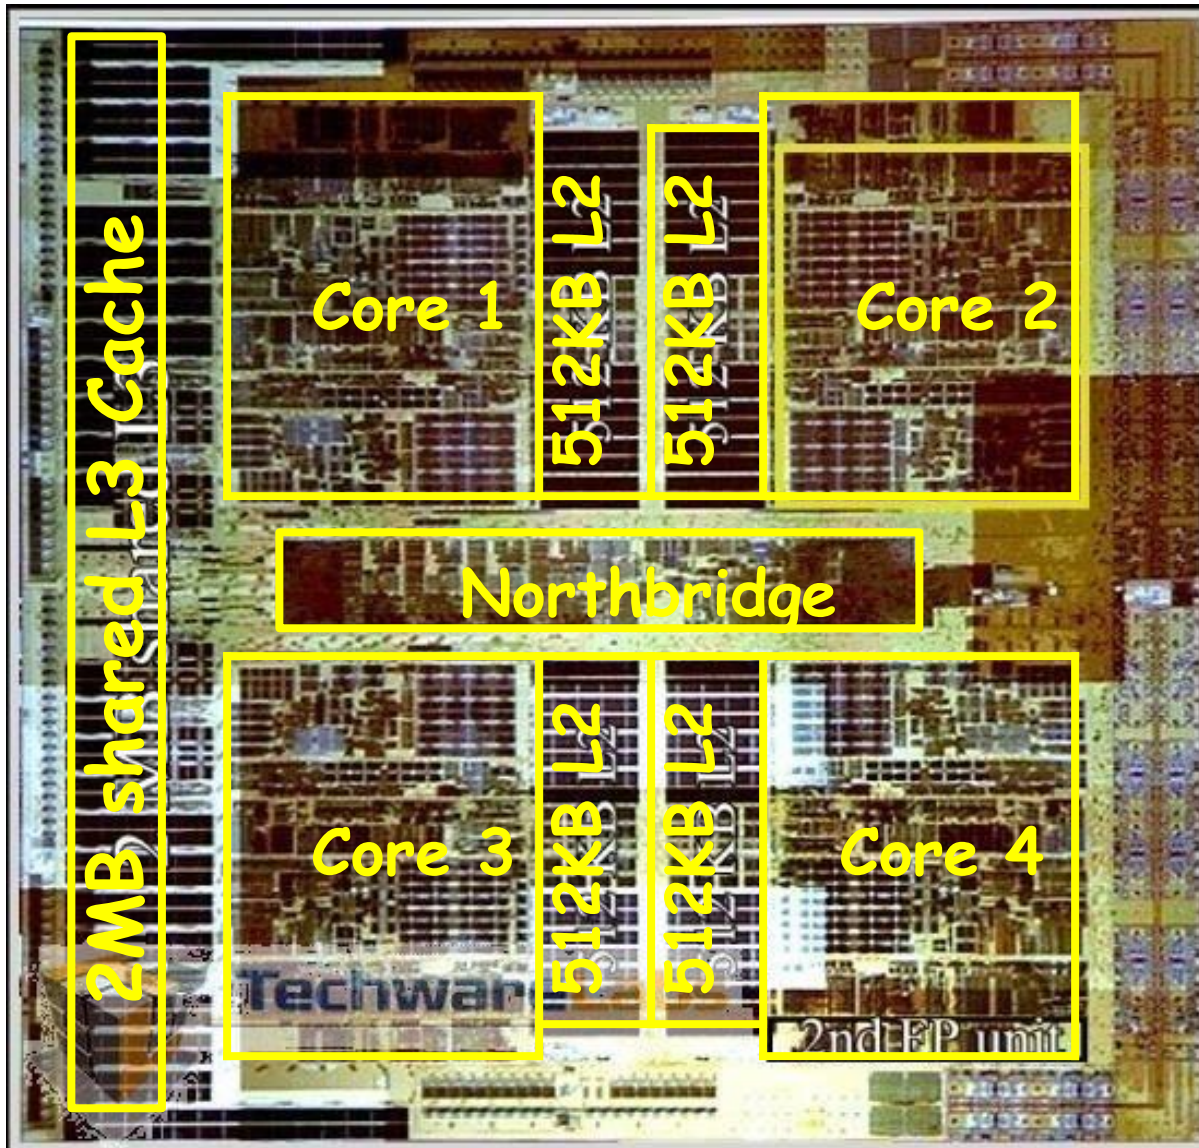 2MB shared L3 Cache
Core 1
512KB L2
512KB L2
Core 2
Northbridge
Core 3
512KB L2
512KB L2
Core 4
Techware
2nd FP unit